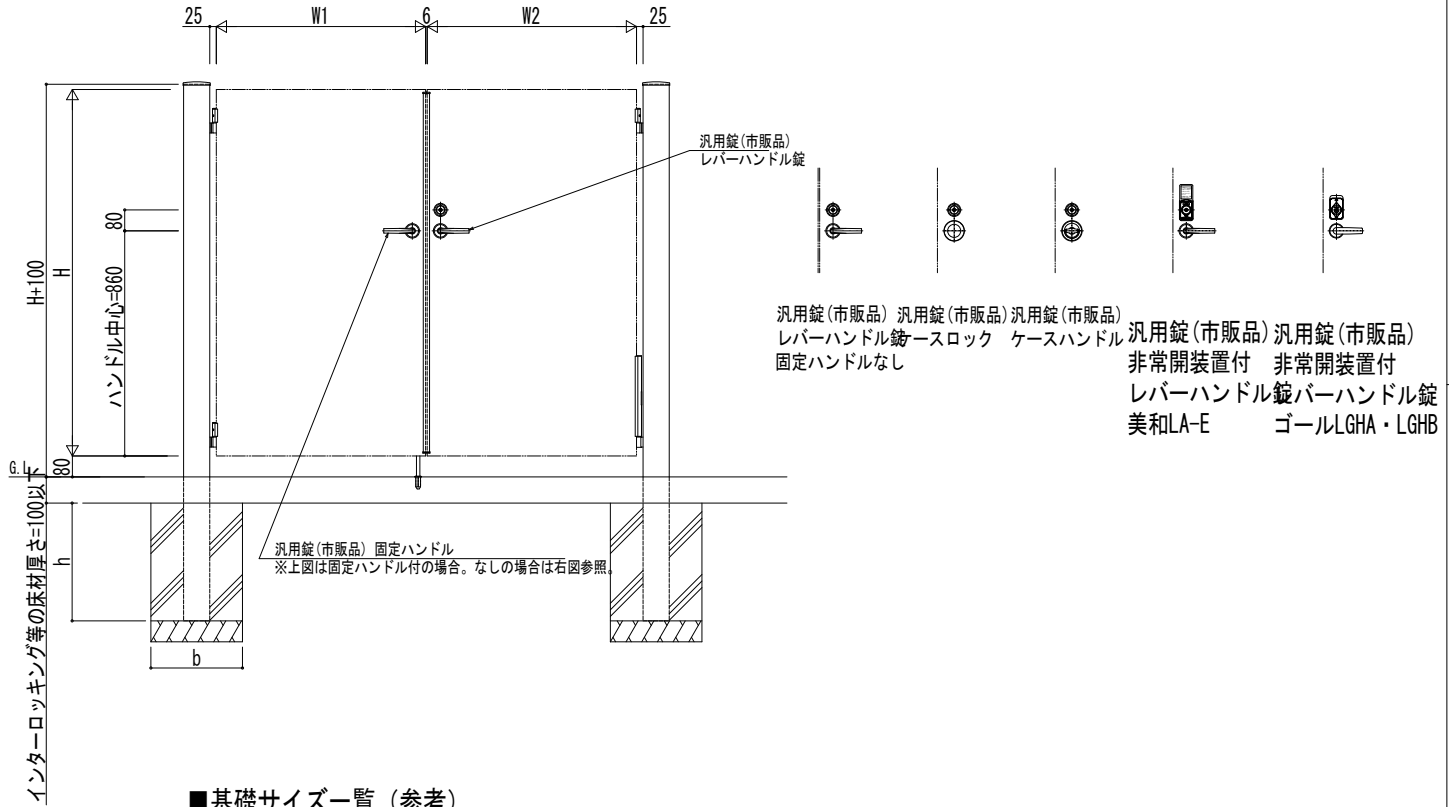 25
W1
6
W2
25
汎用錠(市販品)
レバーハンドル錠
80
H+100
H
ハンドル中心=860
80
G.L
インターロッキング等の床材厚さ=100以下
h
b
汎用錠(市販品) 固定ハンドル
※上図は固定ハンドル付の場合。なしの場合は右図参照。
汎用錠(市販品)
レバーハンドル錠
固定ハンドルなし
汎用錠(市販品)
ケースロック
汎用錠(市販品)
ケースハンドル
汎用錠(市販品)
非常開装置付
レバーハンドル錠
美和LA-E
汎用錠(市販品)
非常開装置付
レバーハンドル錠
ゴールLGHA・LGHB
■基礎サイズ一覧(参考)